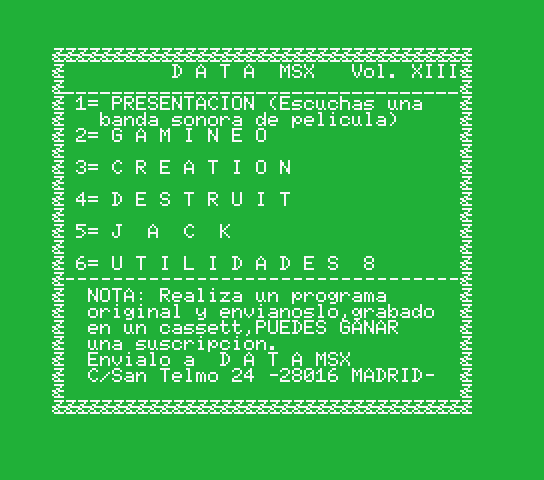 D A T A  MSX   Vol. XIII
1= PRESENTACION (Escuchas una
banda sonora de pelicula)
2= G A M I N E O
3= C R E A T I O N
4= D E S T R U I T
5= J  A  C  K
6= U T I L I D A D E S  8
NOTA: Realiza un programa
original y envianoslo,grabado
en un cassett,PUEDES GANAR
una suscripcion.
Envialo a  D A T A MSX
C/San Telmo 24 -28016 MADRID-